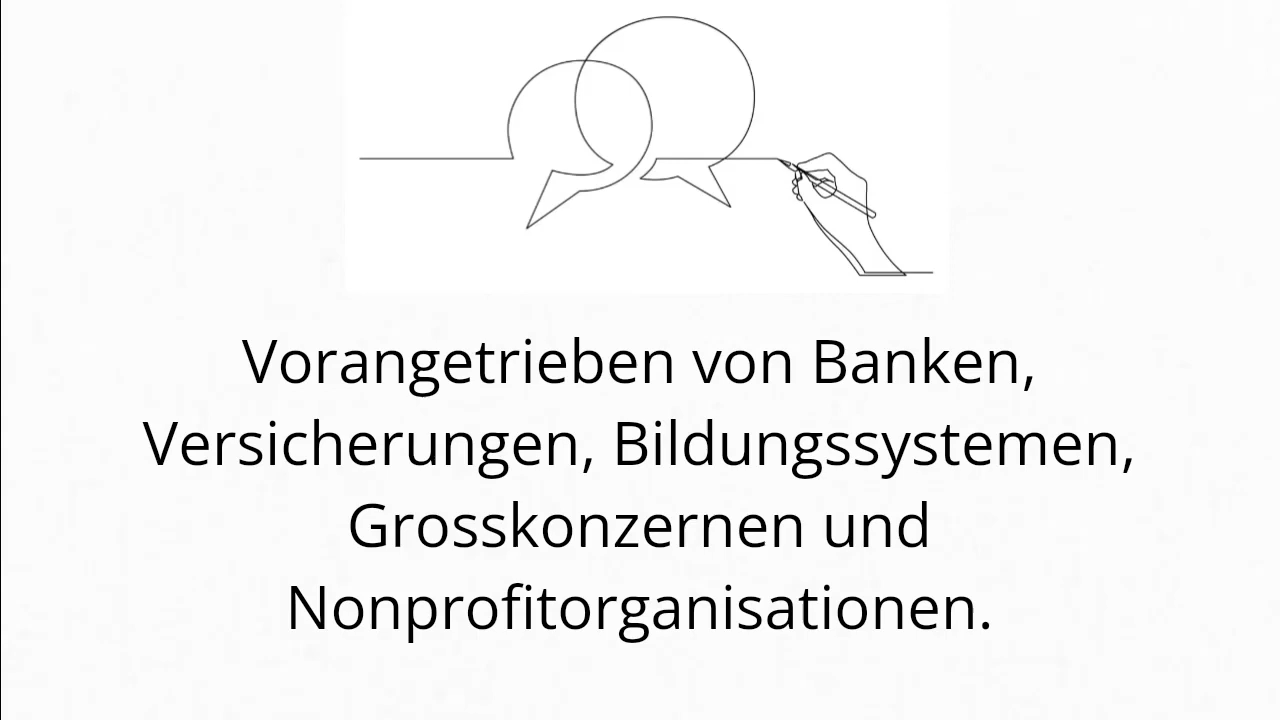 Vorangetrieben von Banken,
Versicherungen, Bildungssystemen,
Grosskonzernen und
Nonprofitorganisationen.